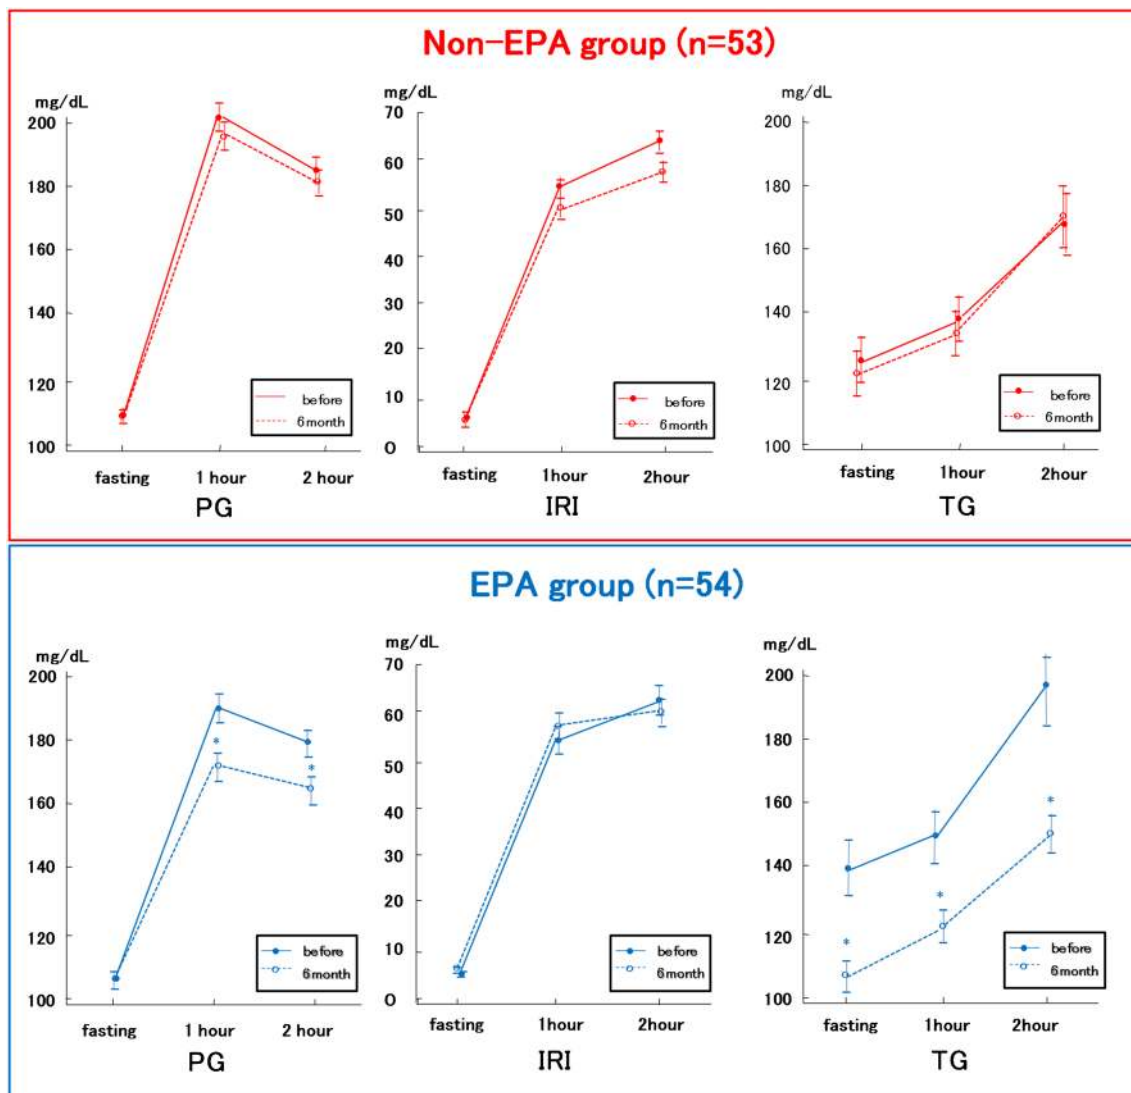 Non-EPA group (n=53)
mg/dL
200
180
160
140
120
100
before
6month
fasting 1 hour 2 hour
PG
mg/dL
70
60
50
40
30
20
10
0
before
6month
fasting 1hour 2hour
IRI
mg/dL
200
180
160
140
120
100
before
6month
fasting 1hour 2hour
TG
EPA group (n=54)
mg/dL
200
180
160
140
120
100
*
*
before
6month
fasting 1 hour 2 hour
PG
mg/dL
70
60
50
40
30
20
10
0
before
6month
fasting 1hour 2hour
IRI
mg/dL
200
180
160
140
120
100
*
*
*
before
6month
fasting 1hour 2hour
TG